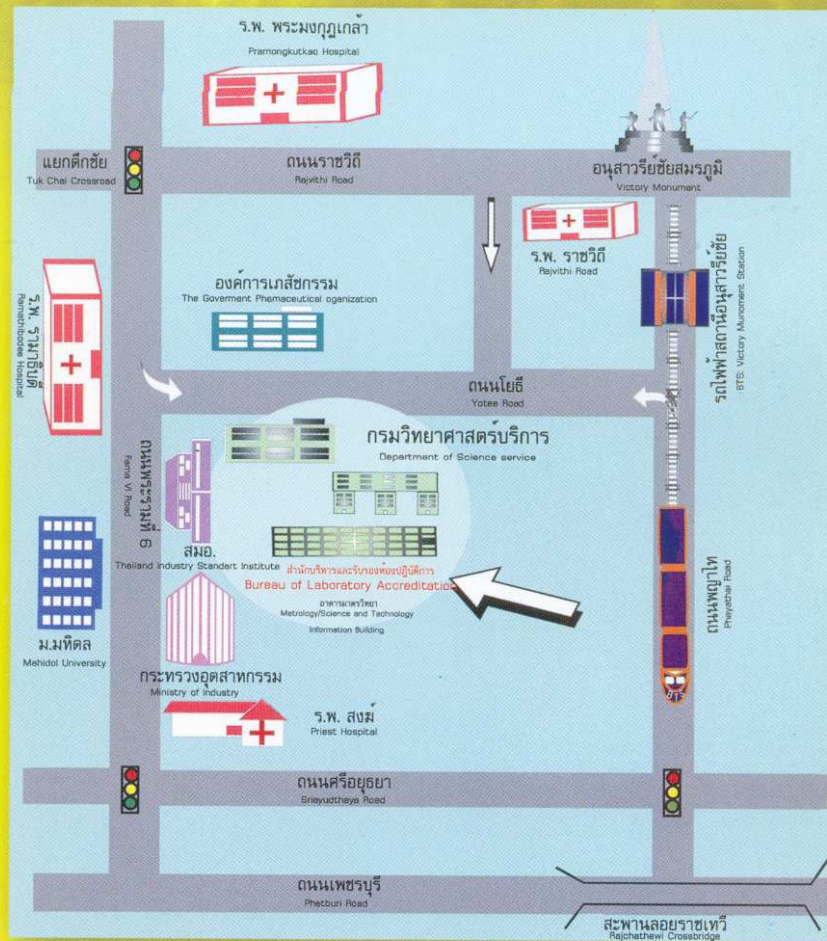 ร.พ. พระมงกุฎเกล้า
Pramongkutkao Hospital
แยกตึกชัย
Tuk Chai Crossroad
ถนนราชวิถี
Rajvithi Road
อนุสาวรีย์ชัยสมรภูมิ
Victory Monument
ร.พ. ราชวิถี
Rajvithi Road
องค์การเภสัชกรรม
The Goverment Phemaceutical oganization
รถไฟฟ้าสถานีอนุสาวรีย์ชัย
BTS: Victory Munoment Station
ร.พ. รามาธิบดี
Ramathibodee Hospital
ถนนโยธี
Yotee Road
กรมวิทยาศาสตร์บริการ
Department of Science service
ถนนพระรามที่ 6
Rama VI Road
สมอ.
Thailand Industry Standert Institute
สำนักบริหารและรับรองห้องปฏิบัติการ
Bureau of Laboratory Accreditation
อาคารมาตรวิทยา
Metrology/Science and Technology
Information Building
ถนนพญาไท
Phayathai Road
ม.มหิดล
Mahidol University
กระทรวงอุตสาหกรรม
Ministry of Industry
BTS
ร.พ. สงฆ์
Priest Hospital
ถนนศรีอยุธยา
Sriayudthaya Road
ถนนเพชรบุรี
Phetburi Road
สะพานลอยราชเทวี
Rajchathewi Crossbridge